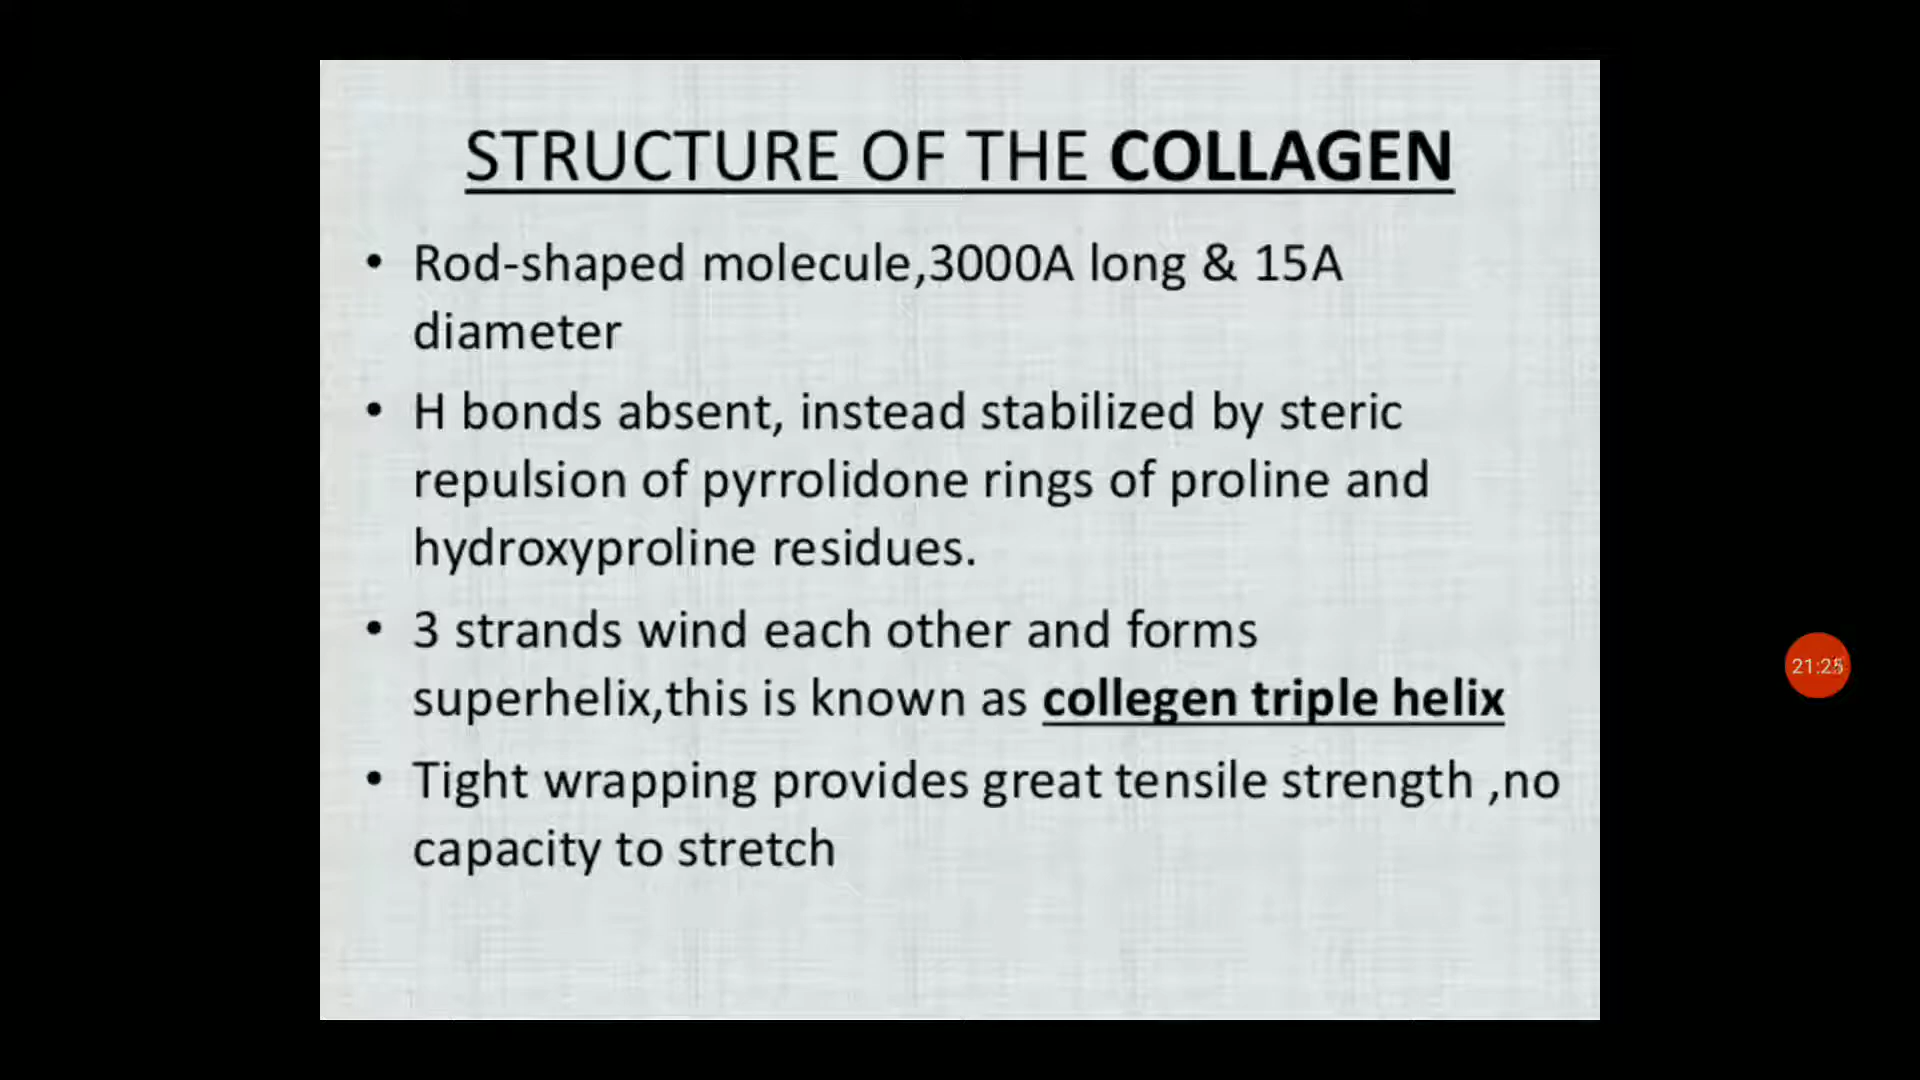 STRUCTURE OF THE COLLAGEN
• Rod-shaped molecule,3000A long & 15A
diameter
• H bonds absent, instead stabilized by steric
repulsion of pyrrolidone rings of proline and
hydroxyproline residues.
• 3 strands wind each other and forms
superhelix,this is known as collegen triple helix
• Tight wrapping provides great tensile strength ,no
capacity to stretch